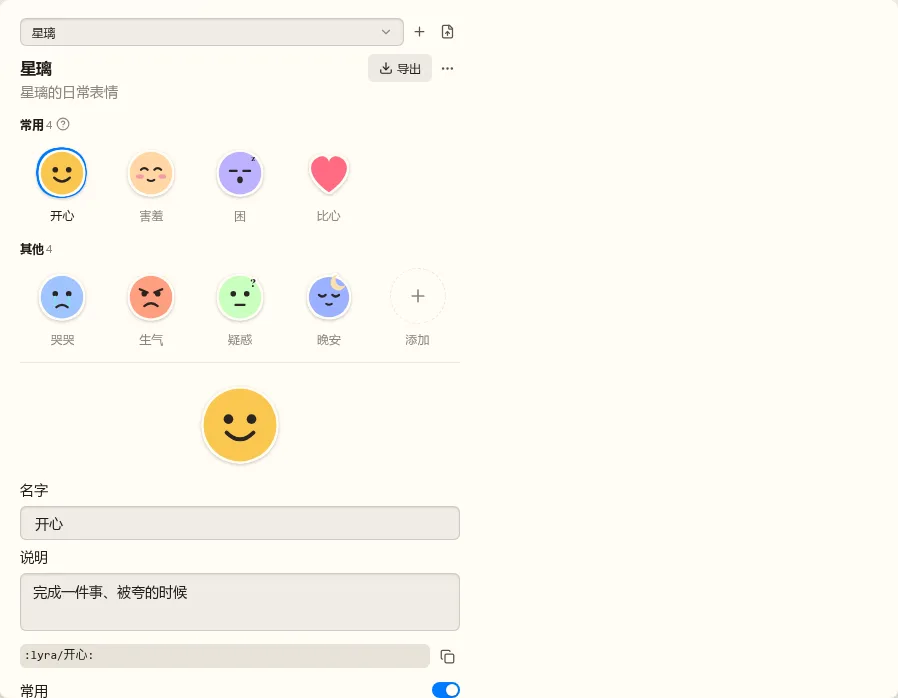 星璃
星璃
导出
星璃的日常表情
常用 4
开心
害羞
困
比心
其他 4
哭哭
生气
疑惑
晚安
添加
名字
开心
说明
完成一件事、被夸的时候
:lyra/开心:
常用